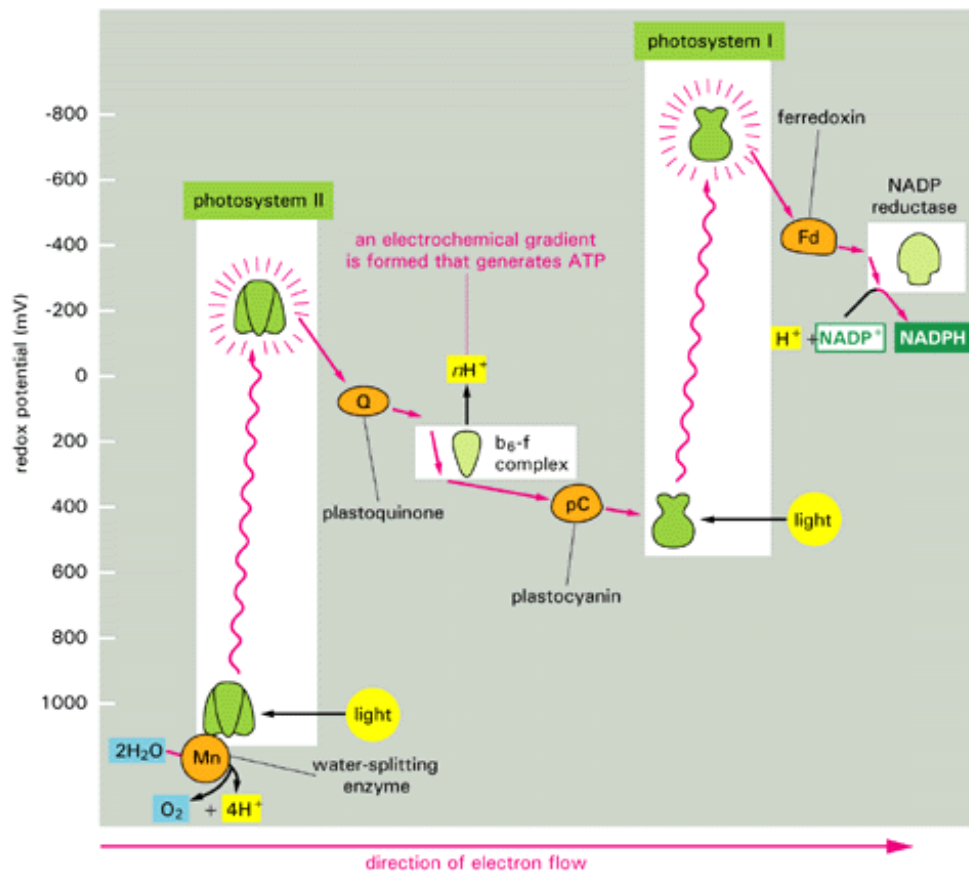 photosystem I
-800
ferredoxin
-600
NADP
reductase
photosystem II
-400
an electrochemical gradient
is formed that generates ATP
Fd
redox potential (mV)
-200
H⁺ + NADP⁺ NADPH
0
nH⁺
Q
200
b₆-f
complex
400
pC
light
plastoquinone
600
plastocyanin
800
1000
light
2H₂O
Mn
water-splitting
enzyme
O₂ + 4H⁺
direction of electron flow